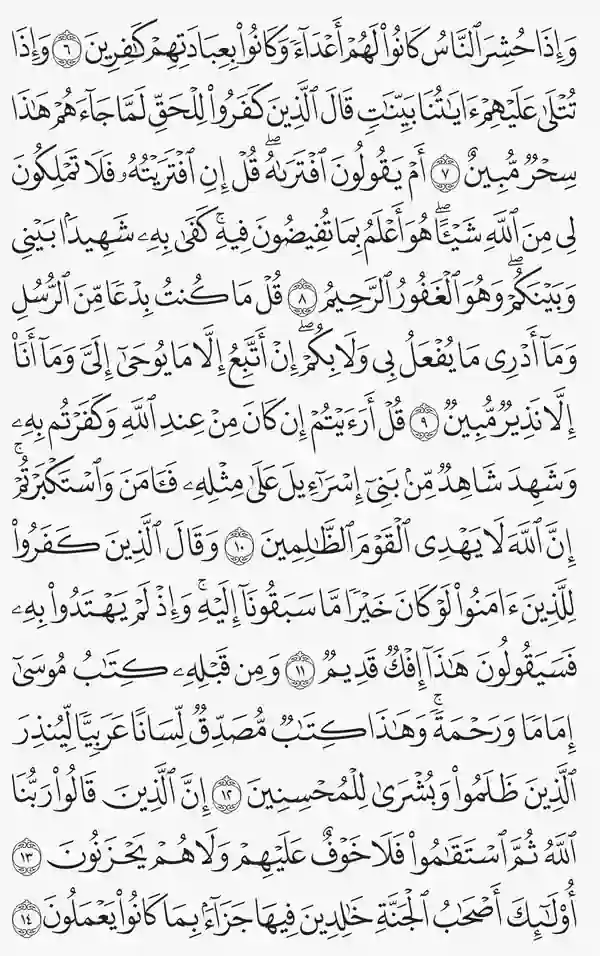 وَإِذَا حُشِرَ ٱلنَّاسُ كَانُوا۟ لَهُمْ أَعْدَآءً وَكَانُوا۟ بِعِبَادَتِهِمْ كَٰفِرِينَ ٦ وَإِذَا
تُتْلَىٰ عَلَيْهِمْ ءَايَٰتُنَا بَيِّنَٰتٍ قَالَ ٱلَّذِينَ كَفَرُوا۟ لِلْحَقِّ لَمَّا جَآءَهُمْ هَٰذَا
سِحْرٌ مُّبِينٌ ٧ أَمْ يَقُولُونَ ٱفْتَرَىٰهُ ۖ قُلْ إِنِ ٱفْتَرَيْتُهُۥ فَلَا تَمْلِكُونَ
لِى مِنَ ٱللَّهِ شَيْـًٔا ۖ هُوَ أَعْلَمُ بِمَا تُفِيضُونَ فِيهِ ۚ كَفَىٰ بِهِۦ شَهِيدًۢا بَيْنِى
وَبَيْنَكُمْ ۖ وَهُوَ ٱلْغَفُورُ ٱلرَّحِيمُ ٨ قُلْ مَا كُنتُ بِدْعًا مِّنَ ٱلرُّسُلِ
وَمَآ أَدْرِى مَا يُفْعَلُ بِى وَلَا بِكُمْ ۖ إِنْ أَتَّبِعُ إِلَّا مَا يُوحَىٰٓ إِلَىَّ وَمَآ أَنَا۠
إِلَّا نَذِيرٌ مُّبِينٌ ٩ قُلْ أَرَءَيْتُمْ إِن كَانَ مِنْ عِندِ ٱللَّهِ وَكَفَرْتُم بِهِۦ
وَشَهِدَ شَاهِدٌ مِّنۢ بَنِىٓ إِسْرَٰٓءِيلَ عَلَىٰ مِثْلِهِۦ فَـَٔامَنَ وَٱسْتَكْبَرْتُمْ ۖ
إِنَّ ٱللَّهَ لَا يَهْدِى ٱلْقَوْمَ ٱلظَّٰلِمِينَ ١٠ وَقَالَ ٱلَّذِينَ كَفَرُوا۟
لِلَّذِينَ ءَامَنُوا۟ لَوْ كَانَ خَيْرًا مَّا سَبَقُونَآ إِلَيْهِ ۚ وَإِذْ لَمْ يَهْتَدُوا۟ بِهِۦ
فَسَيَقُولُونَ هَٰذَآ إِفْكٌ قَدِيمٌ ١١ وَمِن قَبْلِهِۦ كِتَٰبُ مُوسَىٰٓ
إِمَامًا وَرَحْمَةً ۚ وَهَٰذَا كِتَٰبٌ مُّصَدِّقٌ لِّسَانًا عَرَبِيًّا لِّيُنذِرَ
ٱلَّذِينَ ظَلَمُوا۟ وَبُشْرَىٰ لِلْمُحْسِنِينَ ١٢ إِنَّ ٱلَّذِينَ قَالُوا۟ رَبُّنَا
ٱللَّهُ ثُمَّ ٱسْتَقَٰمُوا۟ فَلَا خَوْفٌ عَلَيْهِمْ وَلَا هُمْ يَحْزَنُونَ ١٣
أُو۟لَٰٓئِكَ أَصْحَٰبُ ٱلْجَنَّةِ خَٰلِدِينَ فِيهَا جَزَآءًۢ بِمَا كَانُوا۟ يَعْمَلُونَ ١٤